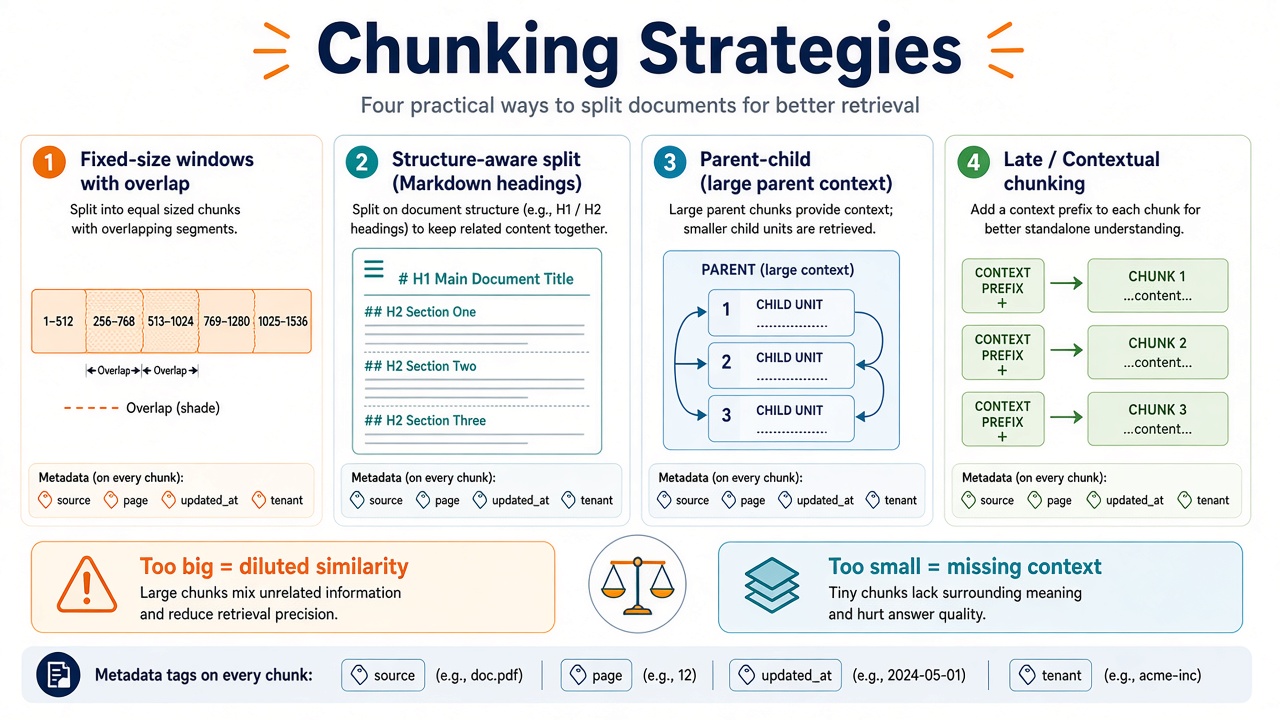 Chunking Strategies
Four practical ways to split documents for better retrieval
1
Fixed-size windows
with overlap
Split into equal sized chunks
with overlapping segments.
1–512
256–768
513–1024
769–1280
1025–1536
Overlap
Overlap
Overlap (shade)
Metadata (on every chunk):
source
page
updated_at
tenant
2
Structure-aware split
(Markdown headings)
Split on document structure (e.g., H1 / H2
headings) to keep related content together.
# H1 Main Document Title
## H2 Section One
## H2 Section Two
## H2 Section Three
Metadata (on every chunk):
source
page
updated_at
tenant
3
Parent-child
(large parent context)
Large parent chunks provide context;
smaller child units are retrieved.
PARENT (large context)
1 CHILD UNIT
2 CHILD UNIT
3 CHILD UNIT
Metadata (on every chunk):
source
page
updated_at
tenant
4
Late / Contextual
chunking
Add a context prefix to each chunk for
better standalone understanding.
CONTEXT
PREFIX
+
CHUNK 1
...content...
CONTEXT
PREFIX
+
CHUNK 2
...content...
CONTEXT
PREFIX
+
CHUNK 3
...content...
Metadata (on every chunk):
source
page
updated_at
tenant
Too big = diluted similarity
Large chunks mix unrelated information
and reduce retrieval precision.
Too small = missing context
Tiny chunks lack surrounding meaning
and hurt answer quality.
Metadata tags on every chunk:
source (e.g., doc.pdf)
page (e.g., 12)
updated_at (e.g., 2024-05-01)
tenant (e.g., acme-inc)